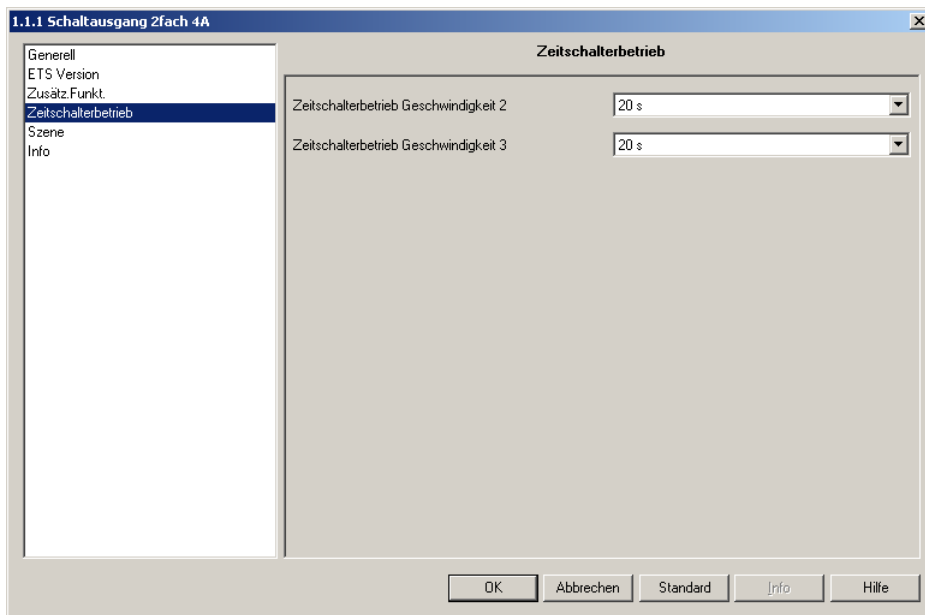 1.1.1 Schaltausgang 2fach 4A
Generell
ETS Version
Zusätz.Funkt.
Zeitschalterbetrieb
Szene
Info
Zeitschalterbetrieb
Zeitschalterbetrieb Geschwindigkeit 2 20 s
Zeitschalterbetrieb Geschwindigkeit 3 20 s
OK Abbrechen Standard Info Hilfe